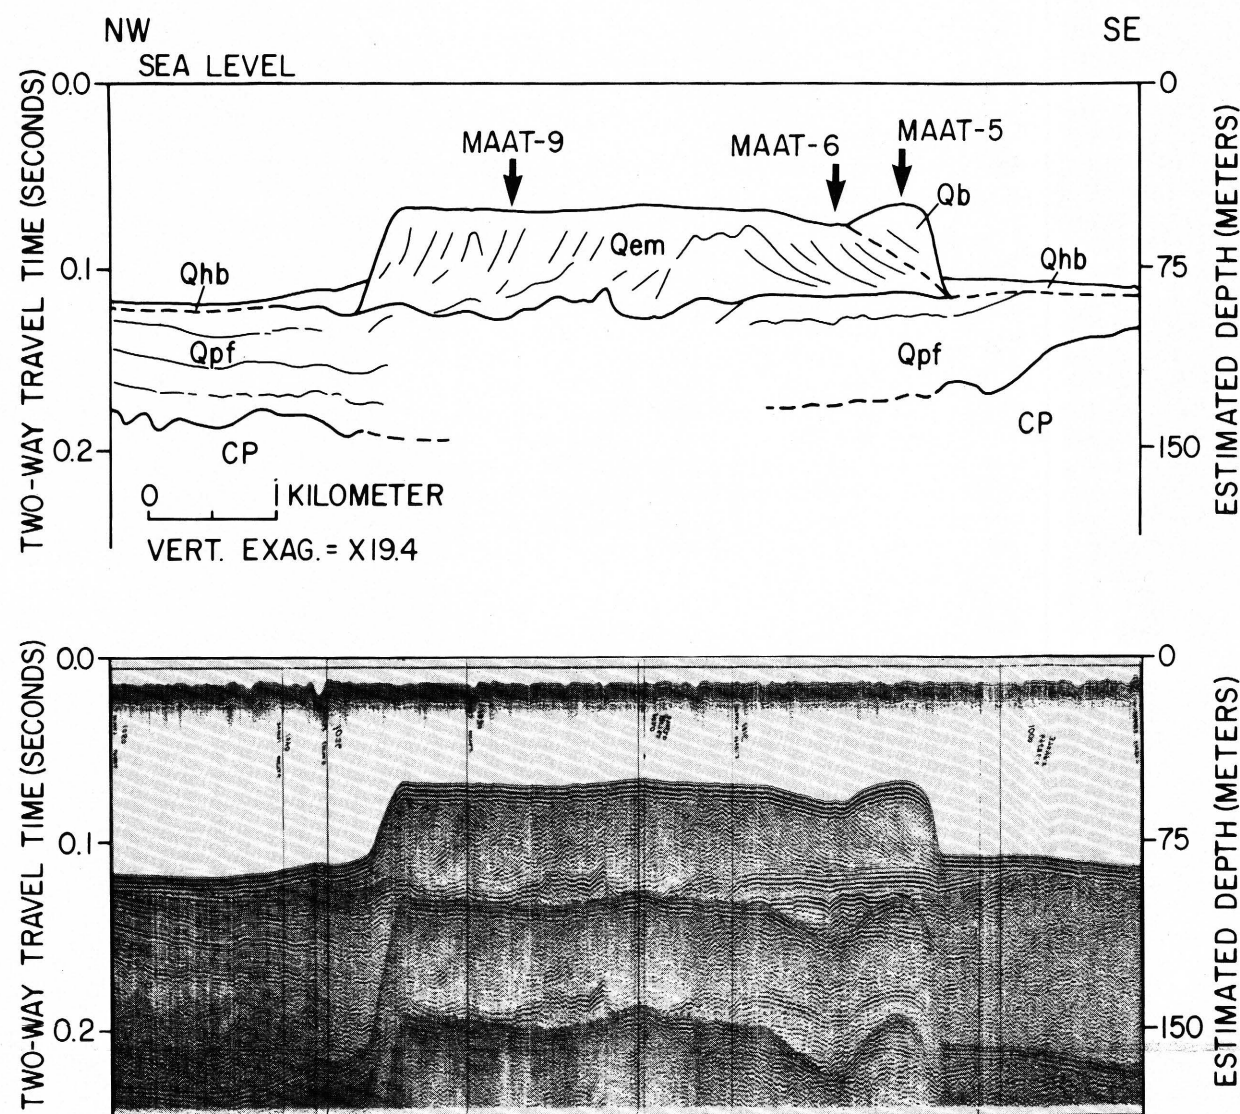 NW
SE
SEA LEVEL
TWO-WAY TRAVEL TIME (SECONDS)
0.0
0.1
0.2
0
75
150
ESTIMATED DEPTH (METERS)
MAAT-9
MAAT-6
MAAT-5
Qb
Qem
Qhb
Qhb
Qpf
Qpf
CP
CP
0 1 KILOMETER
VERT. EXAG. = X19.4
TWO-WAY TRAVEL TIME (SECONDS)
0.0
0.1
0.2
0
75
150
ESTIMATED DEPTH (METERS)